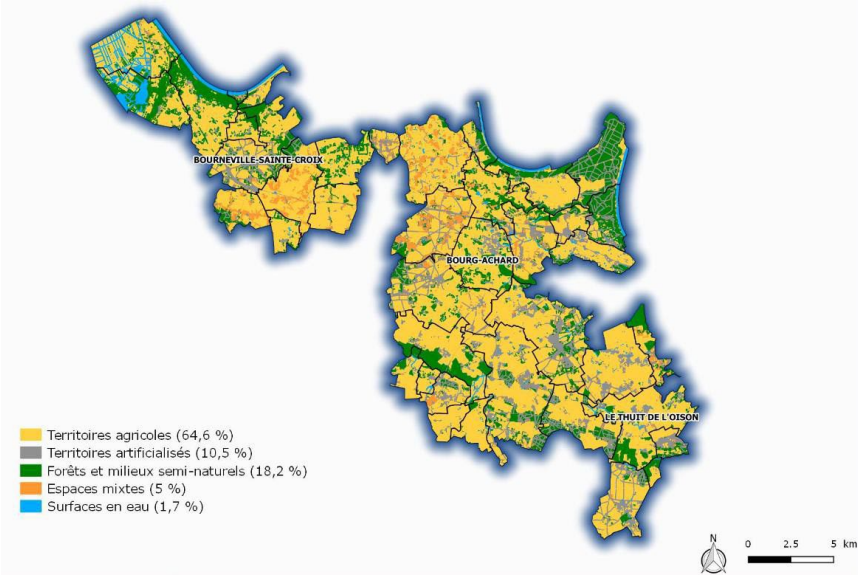 BOURNEVILLE-SAINTE-CROIX
BOURG-ACHARD
LE THUIT DE L'OISON
Territoires agricoles (64,6 %)
Territoires artificialisés (10,5 %)
Forêts et milieux semi-naturels (18,2 %)
Espaces mixtes (5 %)
Surfaces en eau (1,7 %)
N
0 2.5 5 km